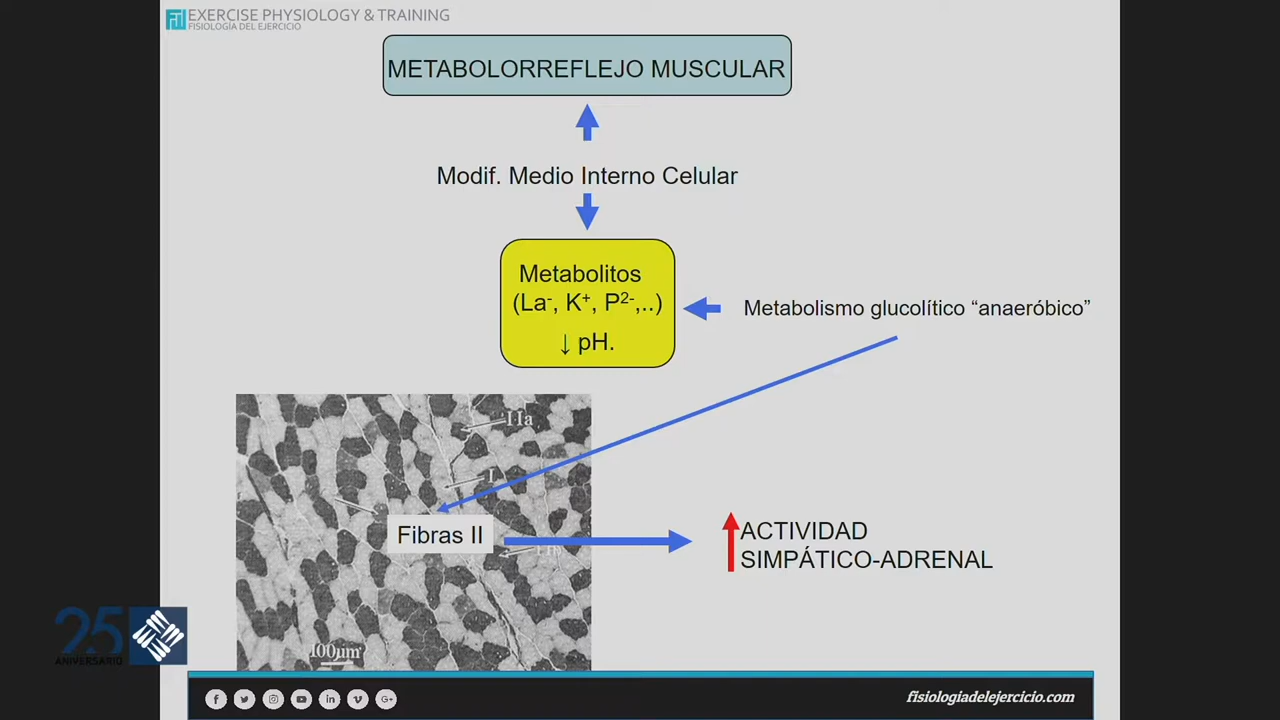 EXERCISE PHYSIOLOGY & TRAINING
FISIOLOGÍA DEL EJERCICIO
METABOLORREFLEJO MUSCULAR
Modif. Medio Interno Celular
Metabolitos
(La⁻, K⁺, P²⁻,..)
↓ pH.
Metabolismo glucolítico “anaeróbico”
IIa
I
Fibras II
IIb
ACTIVIDAD
SIMPÁTICO-ADRENAL
100μm
25
ANIVERSARIO
fisiologiadelejercicio.com